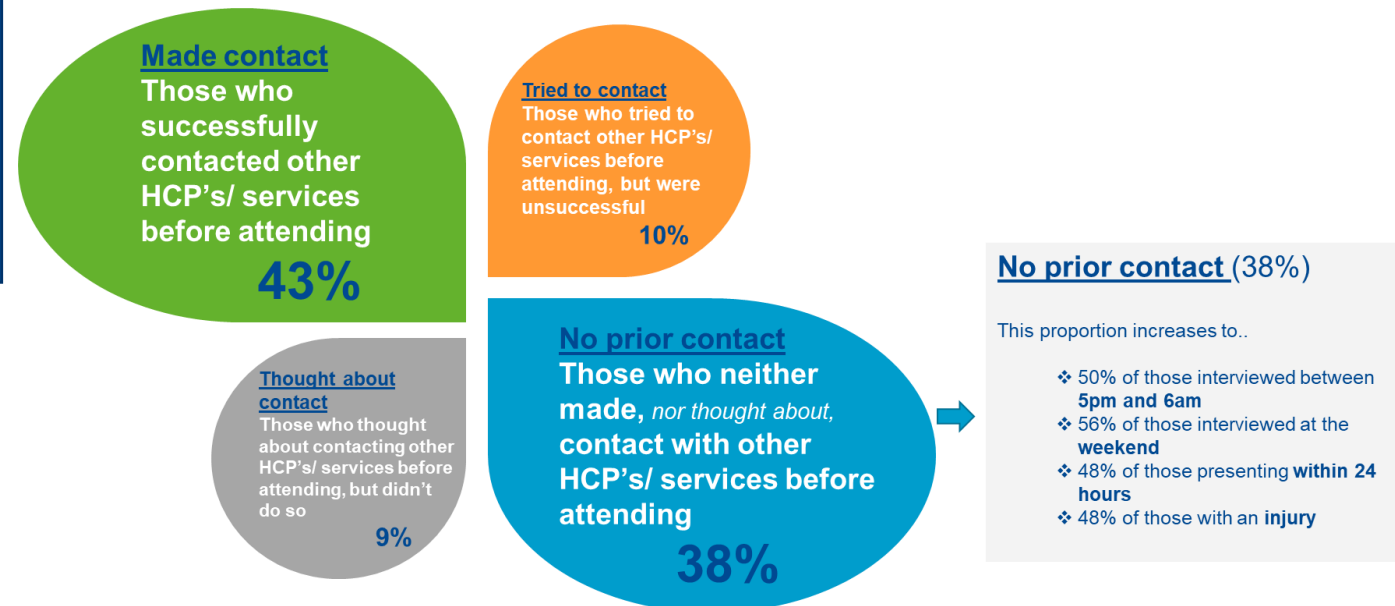 Made contact
Those who
successfully
contacted other
HCP's/ services
before attending
43%
Tried to contact
Those who tried to
contact other HCP's/
services before
attending, but were
unsuccessful
10%
Thought about
contact
Those who thought
about contacting other
HCP's/ services before
attending, but didn't
do so
9%
No prior contact
Those who neither
made, nor thought about,
contact with other
HCP's/ services before
attending
38%
No prior contact (38%)
This proportion increases to..
❖ 50% of those interviewed between
5pm and 6am
❖ 56% of those interviewed at the
weekend
❖ 48% of those presenting within 24
hours
❖ 48% of those with an injury